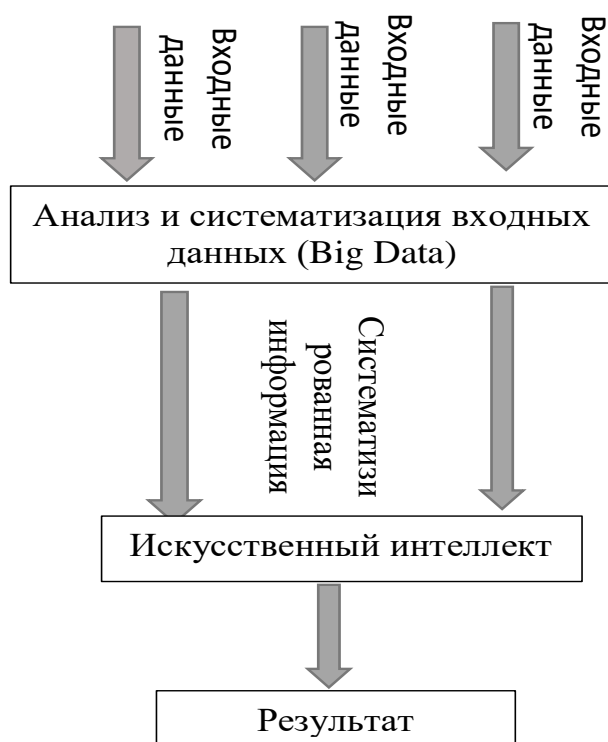 Входные
данные
Входные
данные
Входные
данные
Анализ и систематизация входных
данных (Big Data)
Систематизи
рованная
информация
Искусственный интеллект
Результат